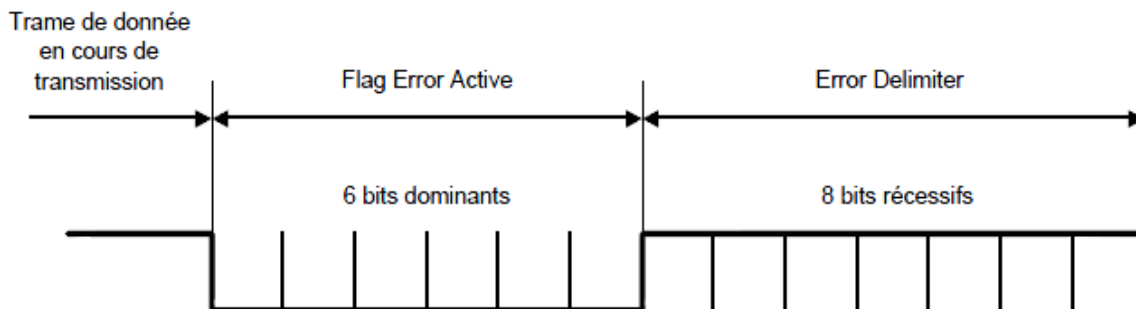 Trame de donnée
en cours de
transmission
Flag Error Active
Error Delimiter
6 bits dominants
8 bits récessifs